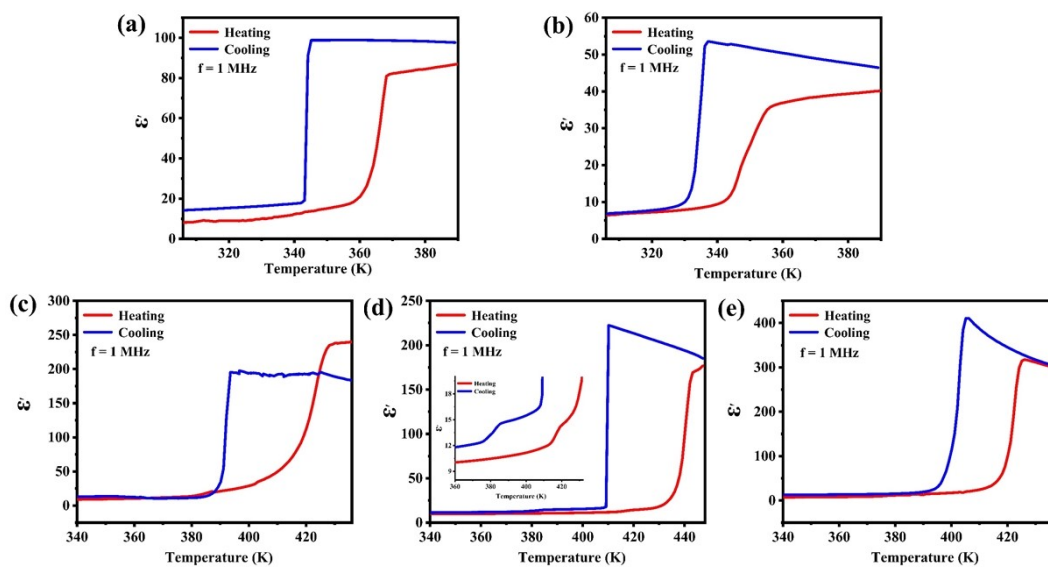 (a)
Heating
Cooling
f = 1 MHz
100
80
60
40
20
0
ε'
320 340 360 380
Temperature (K)
(b)
Heating
Cooling
f = 1 MHz
60
50
40
30
20
10
0
ε'
320 340 360 380
Temperature (K)
(c)
Heating
Cooling
f = 1 MHz
300
250
200
150
100
50
0
ε'
340 360 380 400 420
Temperature (K)
(d)
Heating
Cooling
f = 1 MHz
250
200
150
100
50
0
ε'
Heating
Cooling
18
15
12
9
ε'
360 380 400 420
Temperature (K)
340 360 380 400 420 440
Temperature (K)
(e)
Heating
Cooling
f = 1 MHz
400
300
200
100
0
ε'
340 360 380 400 420
Temperature (K)